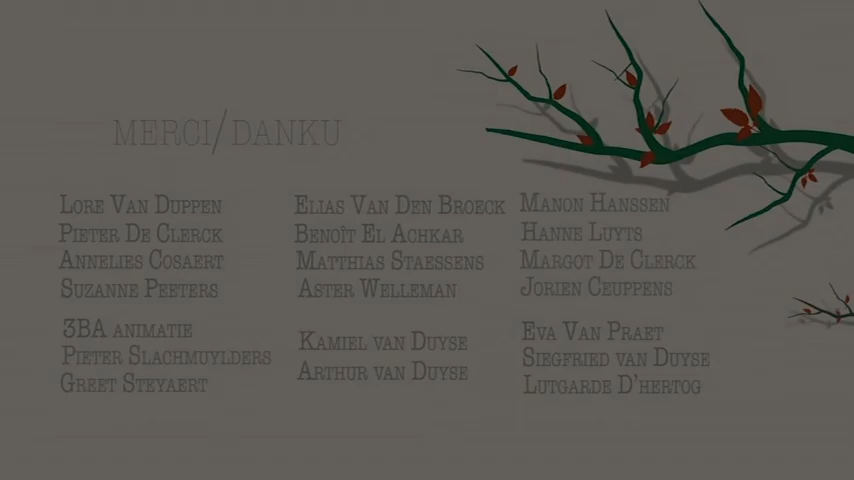 MERCI/DANKU
LORE VAN DUPPEN
PIETER DE CLERCK
ANNELIES COSAERT
SUZANNE PEETERS
3BA ANIMATIE
PIETER SLACHMUYLDERS
GREET STEYAERT
ELIAS VAN DEN BROECK
BENOÎT EL ACHKAR
MATTHIAS STAESSENS
ASTER WELLEMAN
KAMIEL VAN DUYSE
ARTHUR VAN DUYSE
MANON HANSSEN
HANNE LUYTS
MARGOT DE CLERCK
JORIEN CEUPPENS
EVA VAN PRAET
SIEGFRIED VAN DUYSE
LUTGARDE D'HERTOG